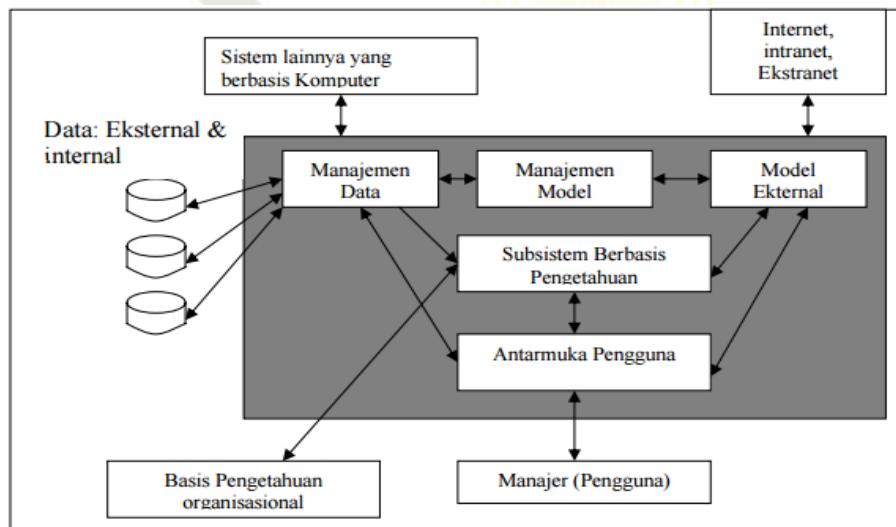 Sistem lainnya yang
berbasis Komputer
Internet,
intranet,
Ekstranet
Data: Eksternal &
internal
Manajemen
Data
Manajemen
Model
Model
Ekternal
Subsistem Berbasis
Pengetahuan
Antarmuka Pengguna
Basis Pengetahuan
organisasional
Manajer (Pengguna)